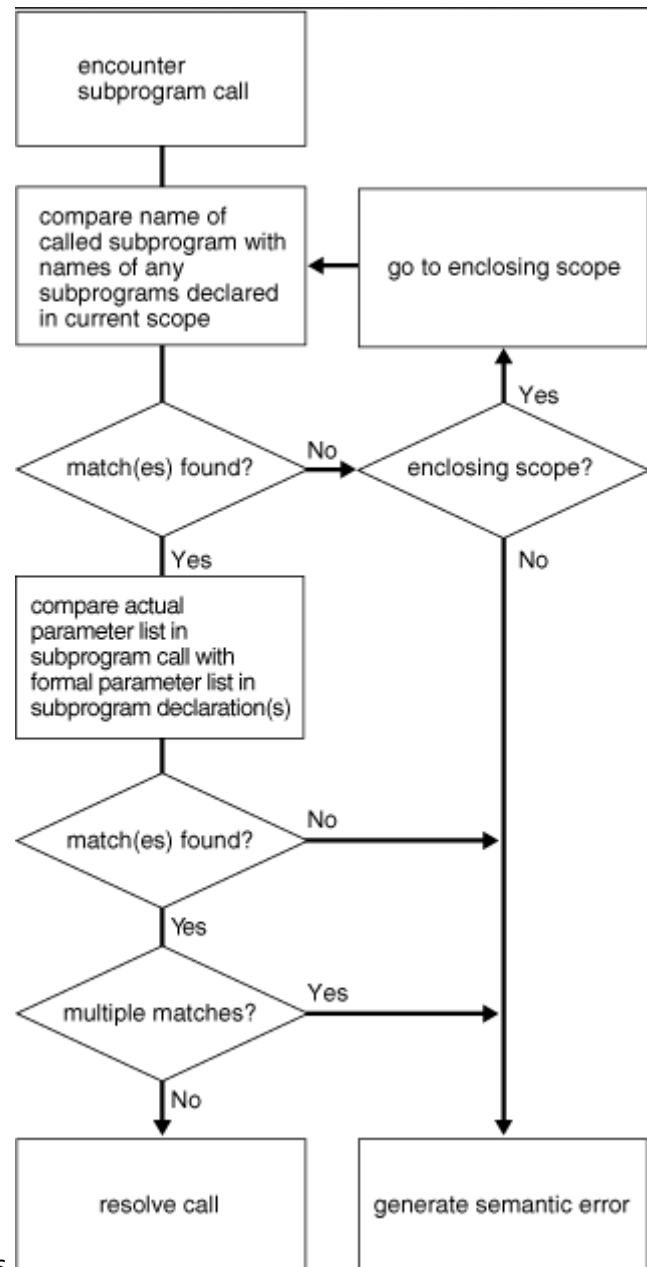 encounter
subprogram call
compare name of
called subprogram with
names of any
subprograms declared
in current scope
go to enclosing scope
Yes
match(es) found?
No
enclosing scope?
Yes
No
compare actual
parameter list in
subprogram call with
formal parameter list in
subprogram declaration(s)
match(es) found?
No
Yes
multiple matches?
Yes
No
resolve call
generate semantic error